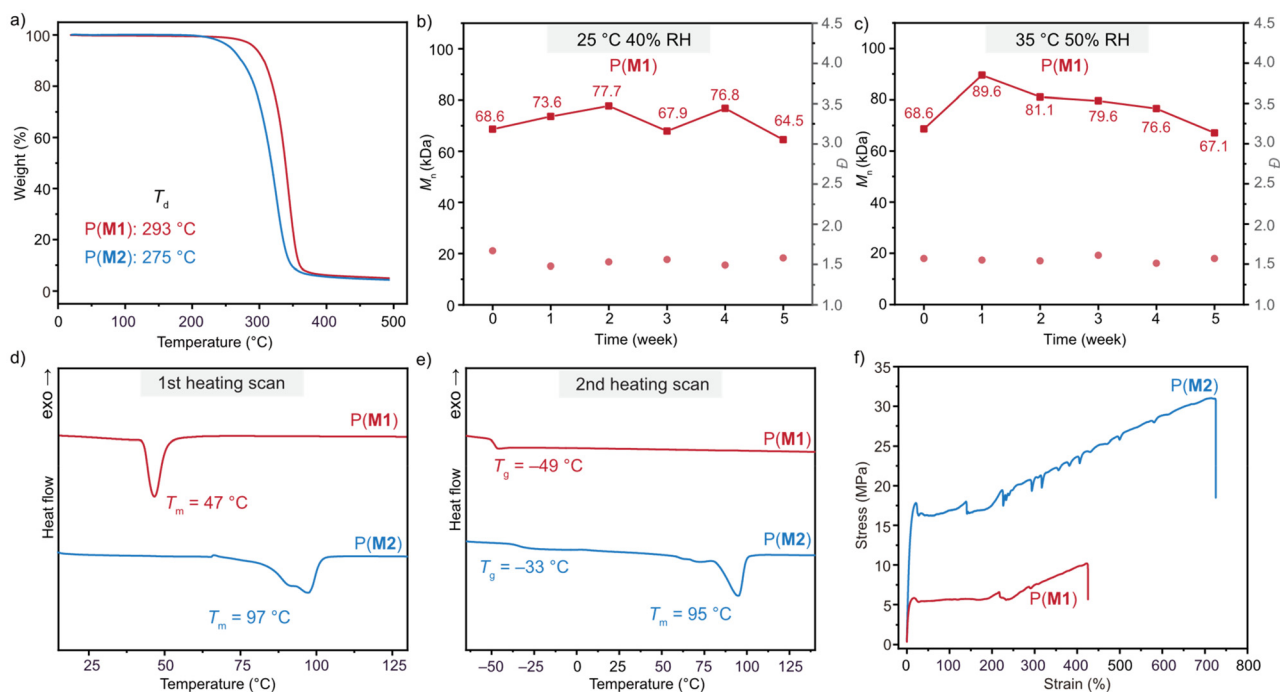 a)
100
80
60
40
20
0
Weight (%)
T_d
P(M1): 293 °C
P(M2): 275 °C
0 100 200 300 400 500
Temperature (°C)
b)
25 °C 40% RH
P(M1)
100
80
60
40
20
0
M_n (kDa)
68.6 73.6 77.7 67.9 76.8 64.5
4.5
4.0
3.5
3.0
2.5
2.0
1.5
1.0
Đ
0 1 2 3 4 5
Time (week)
c)
35 °C 50% RH
P(M1)
100
80
60
40
20
0
M_n (kDa)
68.6 89.6 81.1 79.6 76.6 67.1
4.5
4.0
3.5
3.0
2.5
2.0
1.5
1.0
Đ
0 1 2 3 4 5
Time (week)
d)
exo →
Heat flow
1st heating scan
P(M1)
T_m = 47 °C
P(M2)
T_m = 97 °C
25 50 75 100 125
Temperature (°C)
e)
exo →
Heat flow
2nd heating scan
P(M1)
T_g = –49 °C
P(M2)
T_g = –33 °C
T_m = 95 °C
–50 –25 0 25 50 75 100 125
Temperature (°C)
f)
35
30
25
20
15
10
5
0
Stress (MPa)
P(M2)
P(M1)
0 100 200 300 400 500 600 700 800
Strain (%)